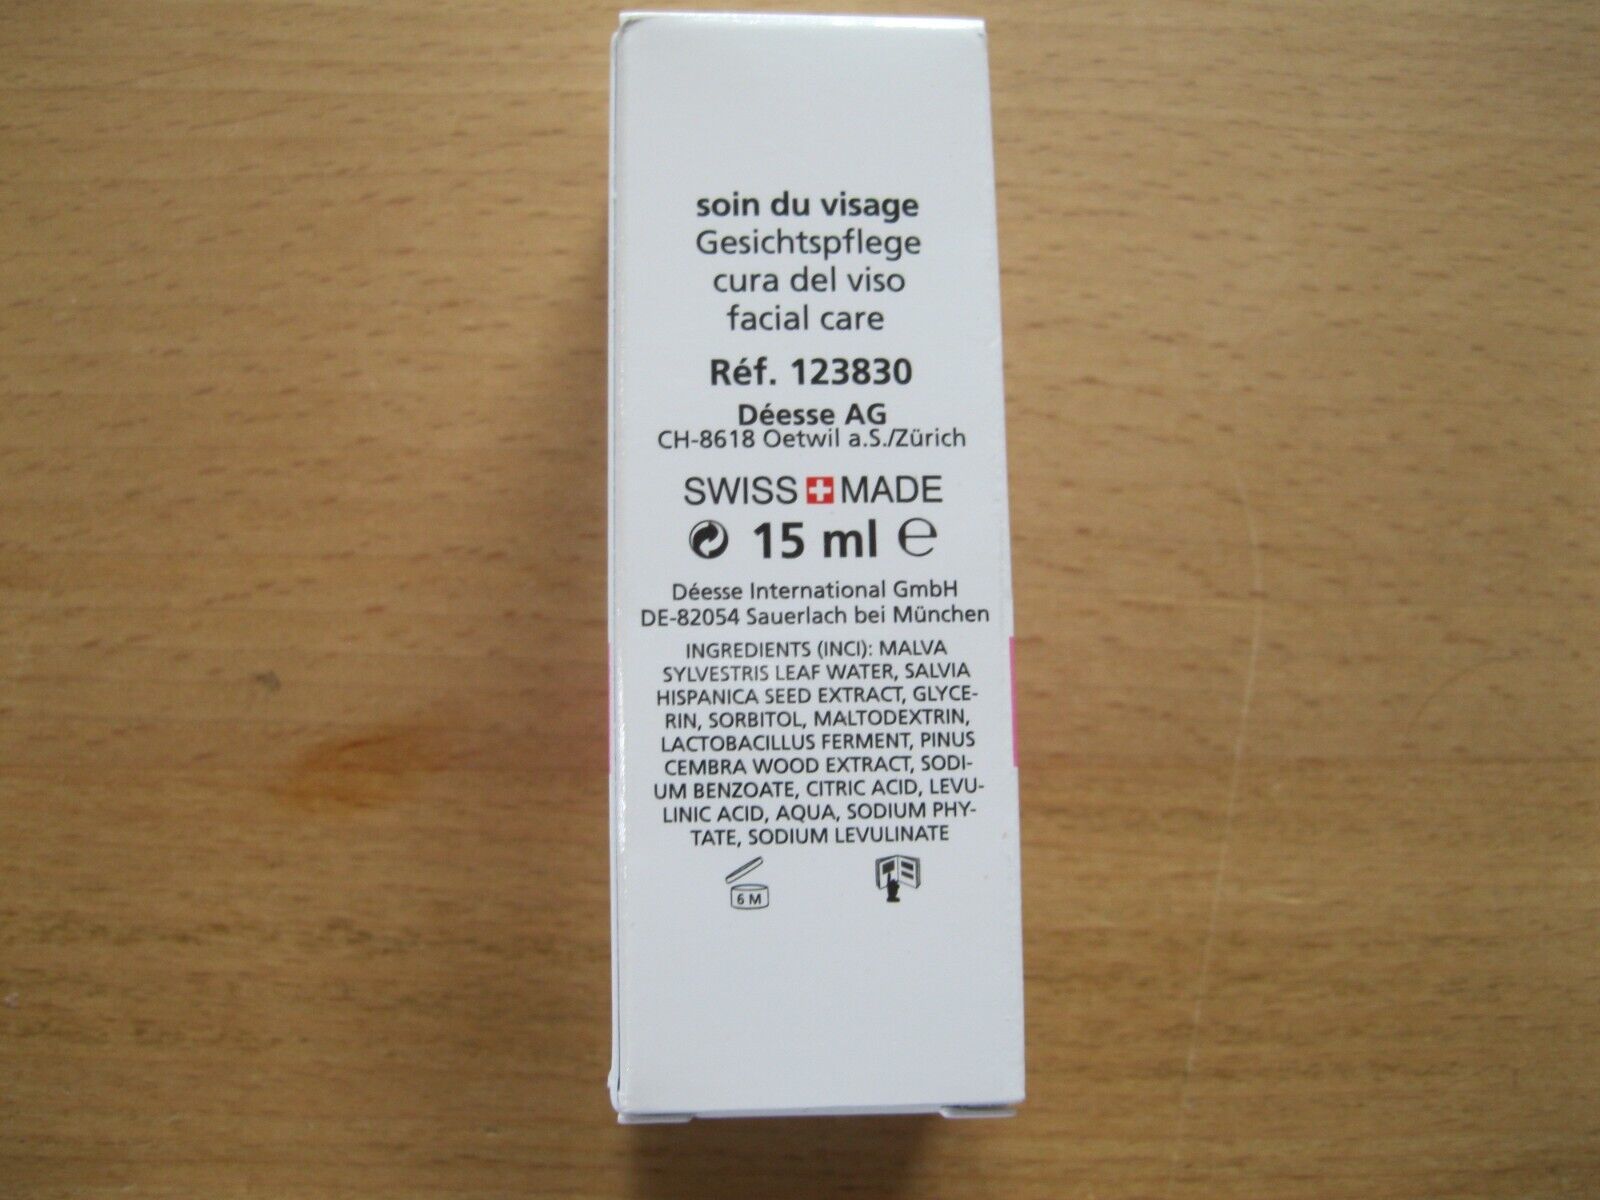 soin du visage
Gesichtspflege
cura del viso
facial care
Réf. 123830
Déesse AG
CH-8618 Oetwil a.S./Zürich
SWISS MADE
15 ml ℮
Déesse International GmbH
DE-82054 Sauerlach bei München
INGREDIENTS (INCI): MALVA
SYLVESTRIS LEAF WATER, SALVIA
HISPANICA SEED EXTRACT, GLYCE-
RIN, SORBITOL, MALTODEXTRIN,
LACTOBACILLUS FERMENT, PINUS
CEMBRA WOOD EXTRACT, SODI-
UM BENZOATE, CITRIC ACID, LEVU-
LINIC ACID, AQUA, SODIUM PHY-
TATE, SODIUM LEVULINATE
6 M